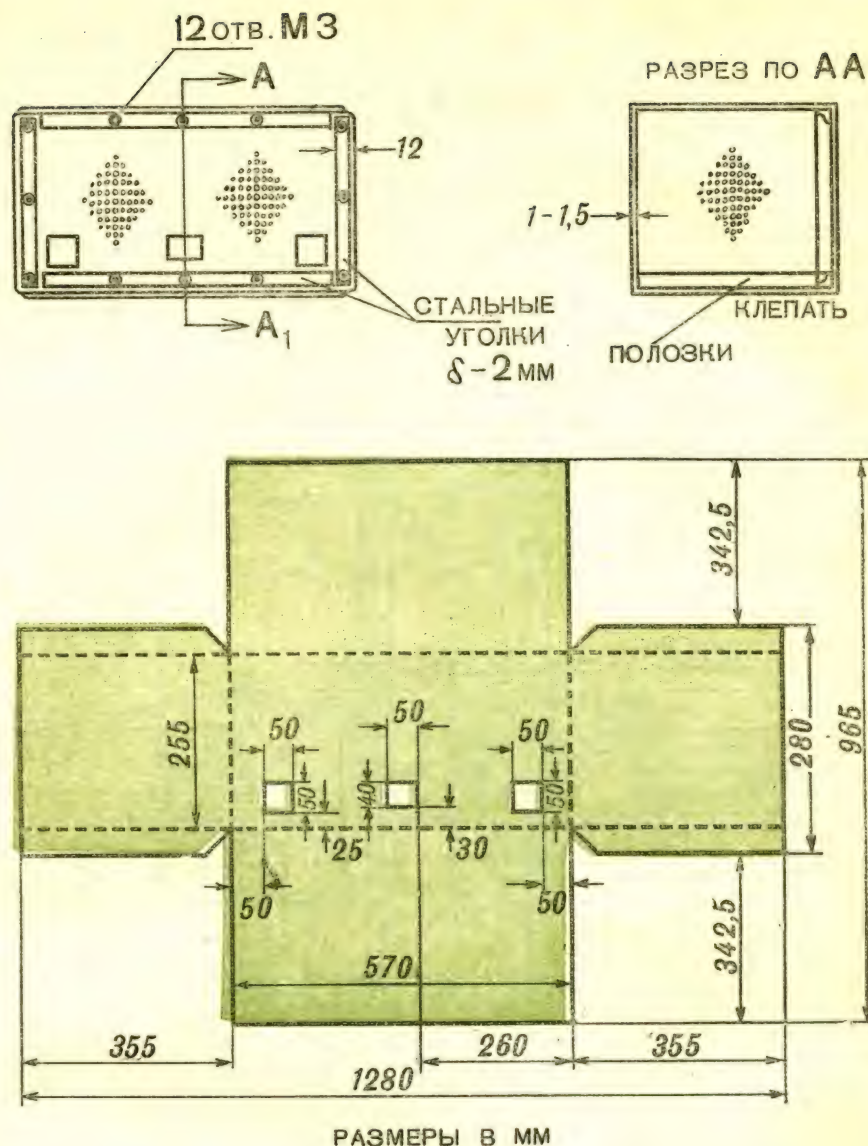 12 ОТВ. М3
А
РАЗРЕЗ ПО АА
12
1-1,5
А₁
СТАЛЬНЫЕ
УГОЛКИ
δ-2 ММ
КЛЕПАТЬ
ПОЛОЗКИ
342,5
255
50
50
50
50
40
50
25
30
280
965
50
50
570
342,5
355
260
355
1280
РАЗМЕРЫ В ММ